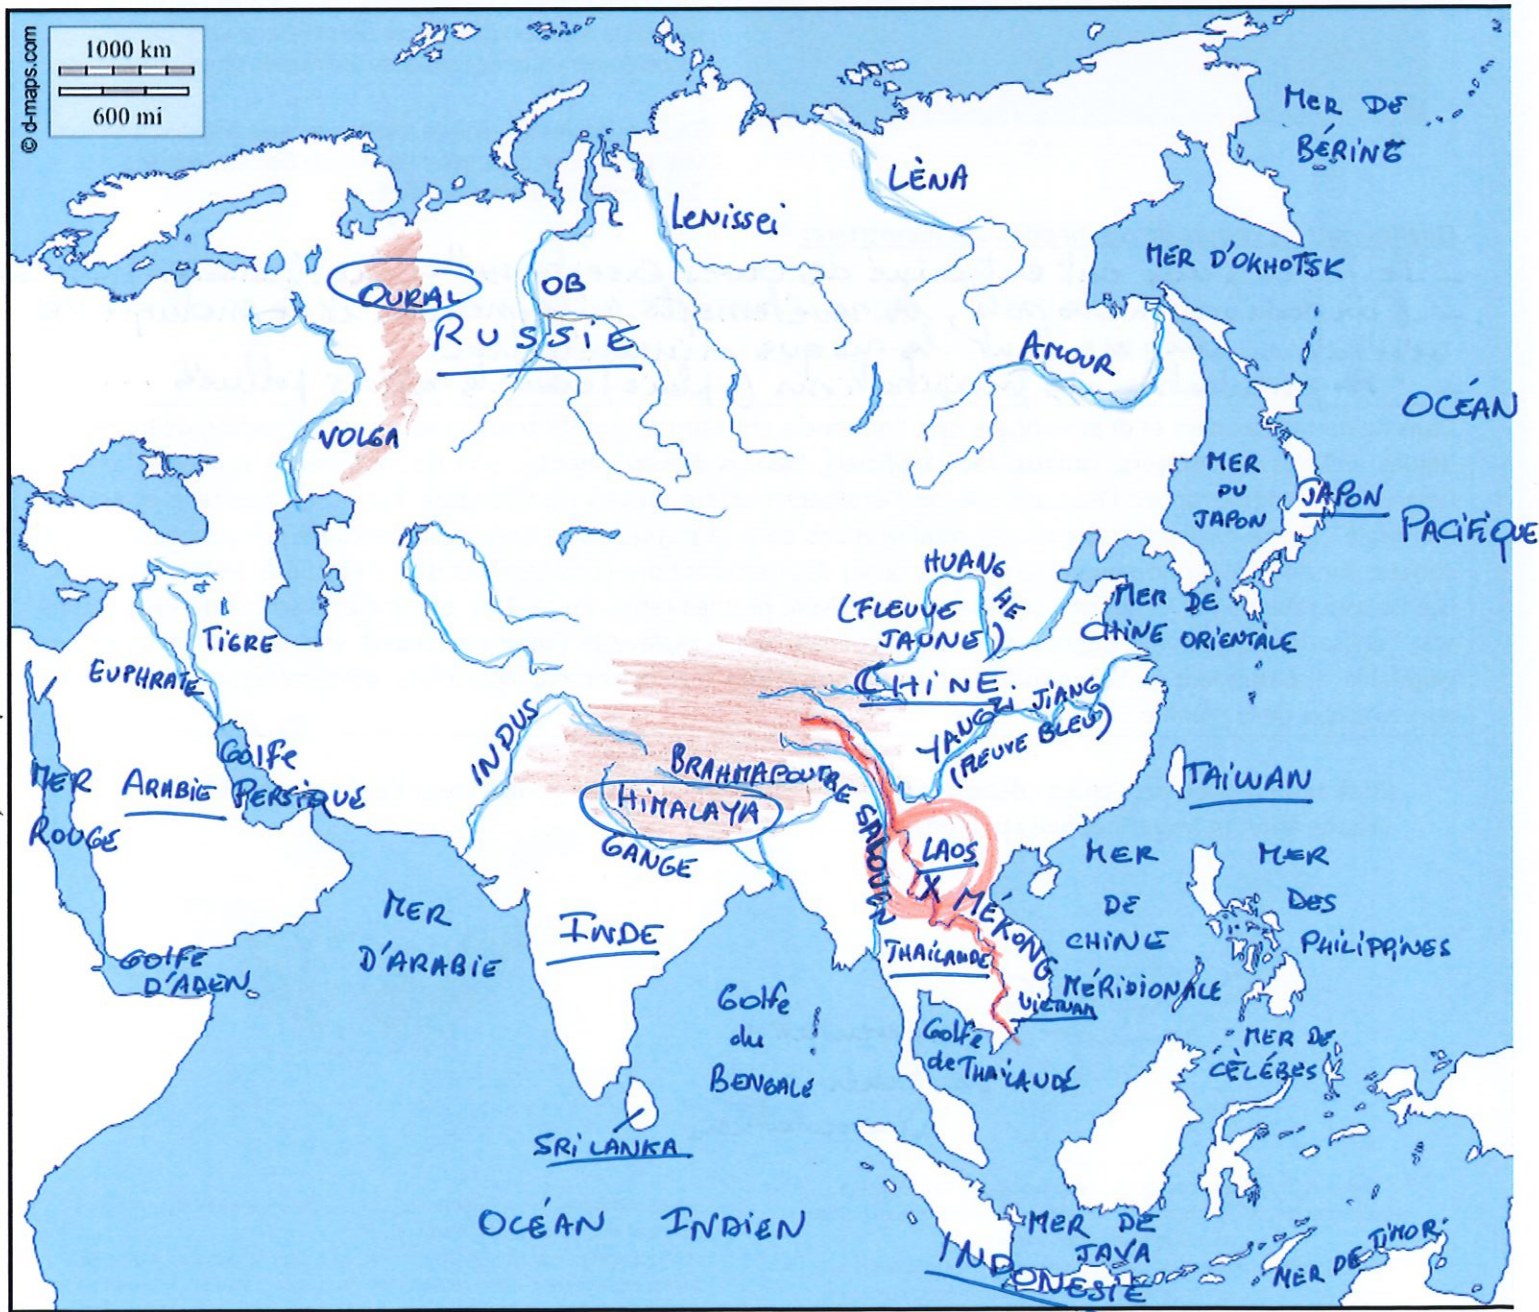 © d-maps.com
1000 km
600 mi
MER DE
BÉRING
LÈNA
Lenissei
MER D'OKHOTSK
OURAL
OB
RUSSIE
AMOUR
OCÉAN
PACIFIQUE
VOLGA
MER
DU
JAPON
JAPON
HUANG
HE
(FLEUVE
JAUNE)
MER DE
CHINE ORIENTALE
TIGRE
EUPHRATE
CHINE
YANGZI JIANG
(FLEUVE BLEU)
INDUS
Golfe
PERSIQUE
BRAHMAPOUTRE
HIMALAYA
GANGE
MER
ROUGE
ARABIE
TAIWAN
SALOUEN
LAOS
X
MÉKONG
MER
DE
CHINE
MÉRIDIONALE
MER
DES
PHILIPPINES
MER
D'ARABIE
INDE
THAÏLANDE
GOLFE
D'ADEN
Golfe
du
BENGALE
VIETNAM
Golfe
de THAÏLANDE
MER DE
CÈLÉBES
SRI LANKA
OCÉAN INDIEN
MER DE
JAVA
INDONESIE
MER DE TIMOR